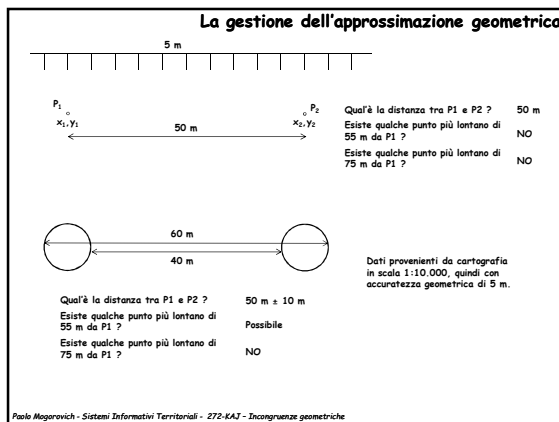 La gestione dell'approssimazione geometrica
5 m
P1
x1,y1
P2
x2,y2
50 m
Qual'è la distanza tra P1 e P2 ? 50 m
Esiste qualche punto più lontano di
55 m da P1 ? NO
Esiste qualche punto più lontano di
75 m da P1 ? NO
60 m
40 m
Dati provenienti da cartografia
in scala 1:10.000, quindi con
accuratezza geometrica di 5 m.
Qual'è la distanza tra P1 e P2 ? 50 m ± 10 m
Esiste qualche punto più lontano di
55 m da P1 ? Possibile
Esiste qualche punto più lontano di
75 m da P1 ? NO
Paolo Mogorovich - Sistemi Informativi Territoriali - 272-KAJ - Incongruenze geometriche